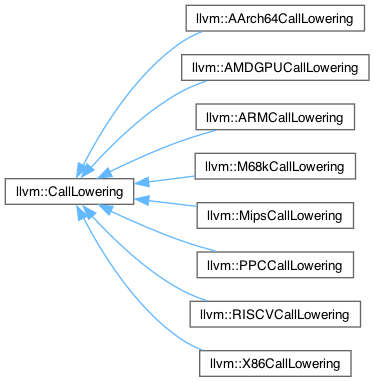 llvm::AArch64CallLowering
llvm::AMDGPUCallLowering
llvm::ARMCallLowering
llvm::M68kCallLowering
llvm::CallLowering
llvm::MipsCallLowering
llvm::PPCCallLowering
llvm::RISCVCallLowering
llvm::X86CallLowering